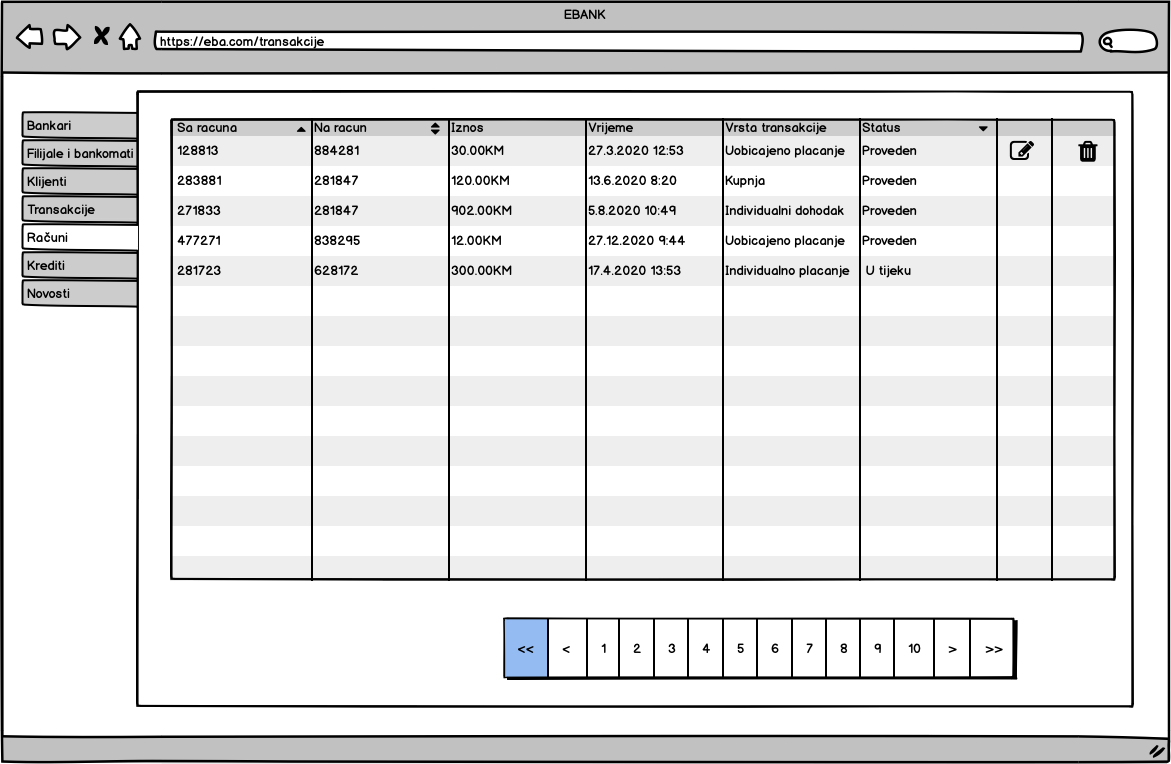 EBANK
https://eba.com/transakcije
Bankari
Filijale i bankomati
Klijenti
Transakcije
Računi
Krediti
Novosti
Sa racuna Na racun Iznos Vrijeme Vrsta transakcije Status
128813 884281 30.00KM 27.3.2020 12:53 Uobicajeno placanje Proveden
283881 281847 120.00KM 13.6.2020 8:20 Kupnja Proveden
271833 281847 902.00KM 5.8.2020 10:49 Individualni dohodak Proveden
477271 838295 12.00KM 27.12.2020 9:44 Uobicajeno placanje Proveden
281723 628172 300.00KM 17.4.2020 13:53 Individualno placanje U tijeku
<< < 1 2 3 4 5 6 7 8 9 10 > >>